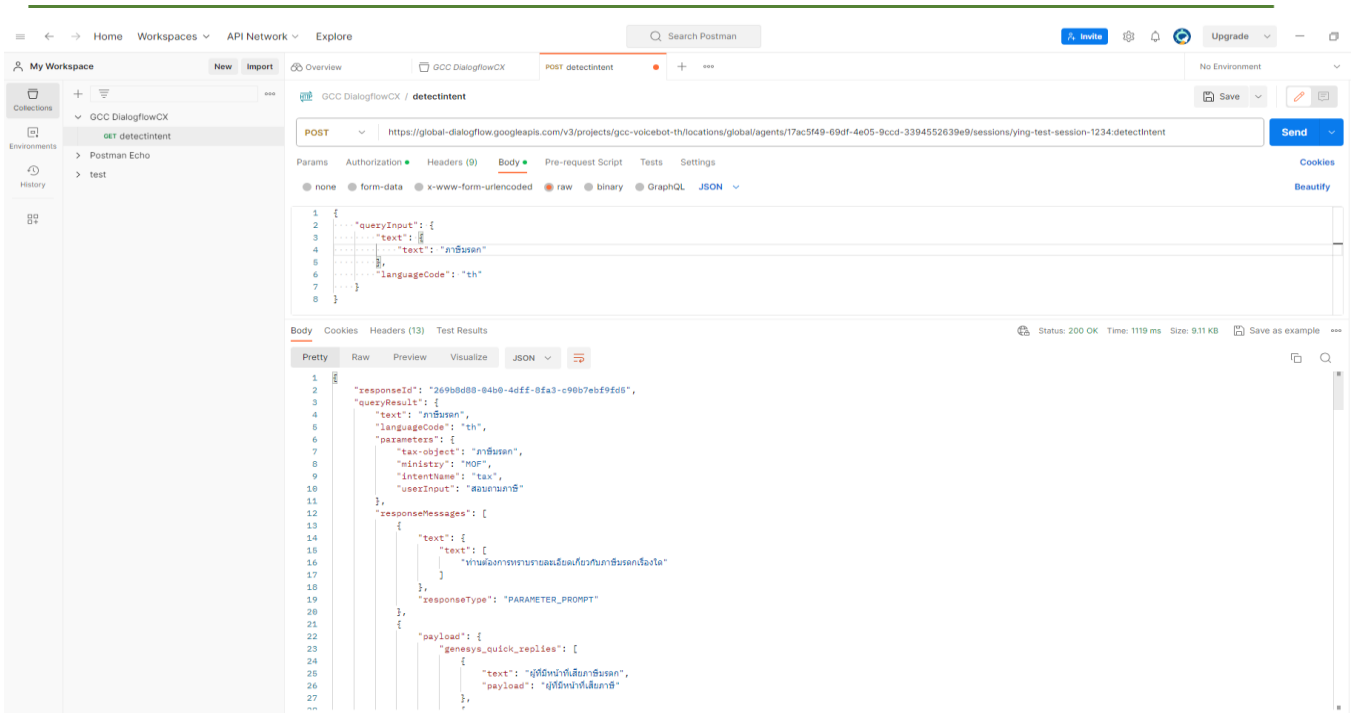 Home Workspaces API Network Explore Search Postman Invite Upgrade
My Workspace New Import Overview GCC DialogflowCX POST detectintent No Environment
Collections
Environments
History
GCC DialogflowCX
GET detectintent
Postman Echo
test
GCC DialogflowCX / detectintent Save
POST https://global-dialogflow.googleapis.com/v3/projects/gcc-voicebot-th/locations/global/agents/17ac5f49-69df-4e05-9ccd-3394552639e9/sessions/ying-test-session-1234:detectIntent Send
Params Authorization Headers (9) Body Pre-request Script Tests Settings Cookies
none form-data x-www-form-urlencoded raw binary GraphQL JSON Beautify
1 {
2 "queryInput": {
3 "text": {
4 "text": "ภาษีมรดก"
5 },
6 "languageCode": "th"
7 }
8 }
Body Cookies Headers (13) Test Results Status: 200 OK Time: 1119 ms Size: 9.11 KB Save as example
Pretty Raw Preview Visualize JSON
1 {
2 "responseId": "269b8d88-04b0-4dff-8fa3-c90b7ebf9fd5",
3 "queryResult": {
4 "text": "ภาษีมรดก",
5 "languageCode": "th",
6 "parameters": {
7 "tax-object": "ภาษีมรดก",
8 "ministry": "MOF",
9 "intentName": "tax",
10 "userInput": "สอบถามภาษี"
11 },
12 "responseMessages": [
13 {
14 "text": {
15 "text": [
16 "ท่านต้องการทราบรายละเอียดเกี่ยวกับภาษีมรดกเรื่องใด"
17 ]
18 },
19 "responseType": "PARAMETER_PROMPT"
20 },
21 {
22 "payload": {
23 "genesys_quick_replies": [
24 {
25 "text": "ผู้ที่มีหน้าที่เสียภาษีมรดก",
26 "payload": "ผู้ที่มีหน้าที่เสียภาษี"
27 },